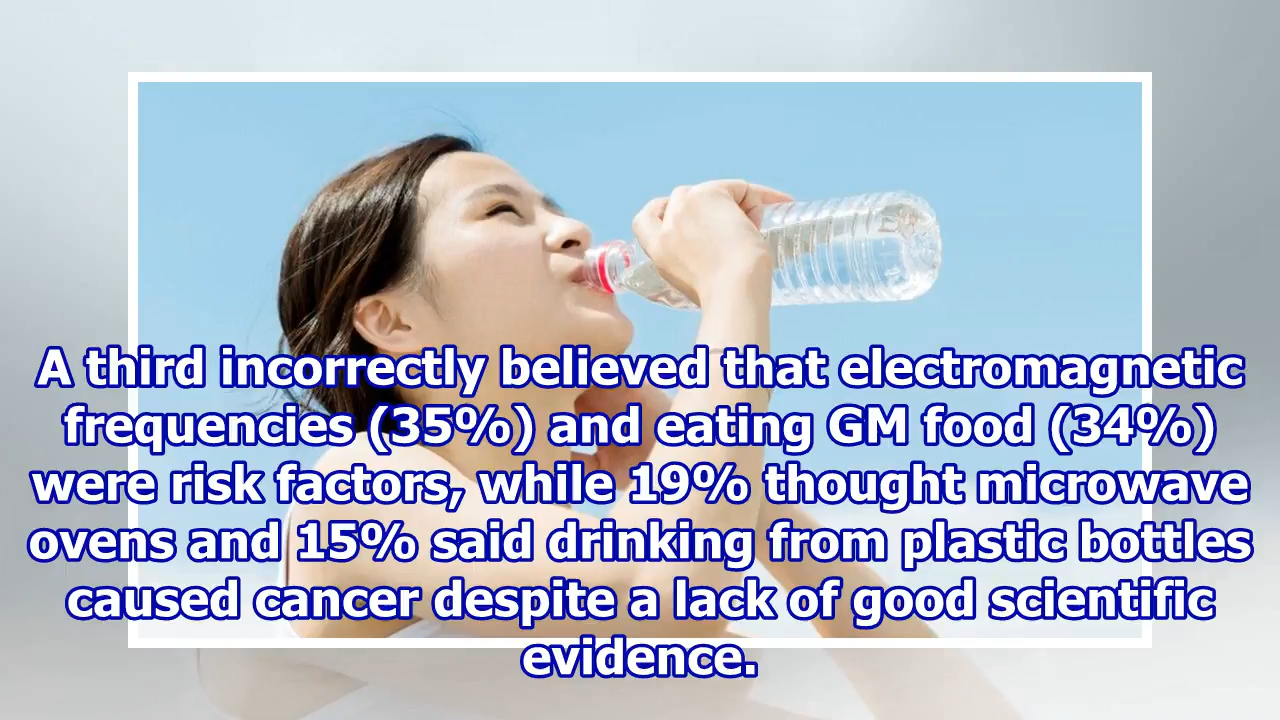 A third incorrectly believed that electromagnetic
frequencies (35%) and eating GM food (34%)
were risk factors, while 19% thought microwave
ovens and 15% said drinking from plastic bottles
caused cancer despite a lack of good scientific
evidence.